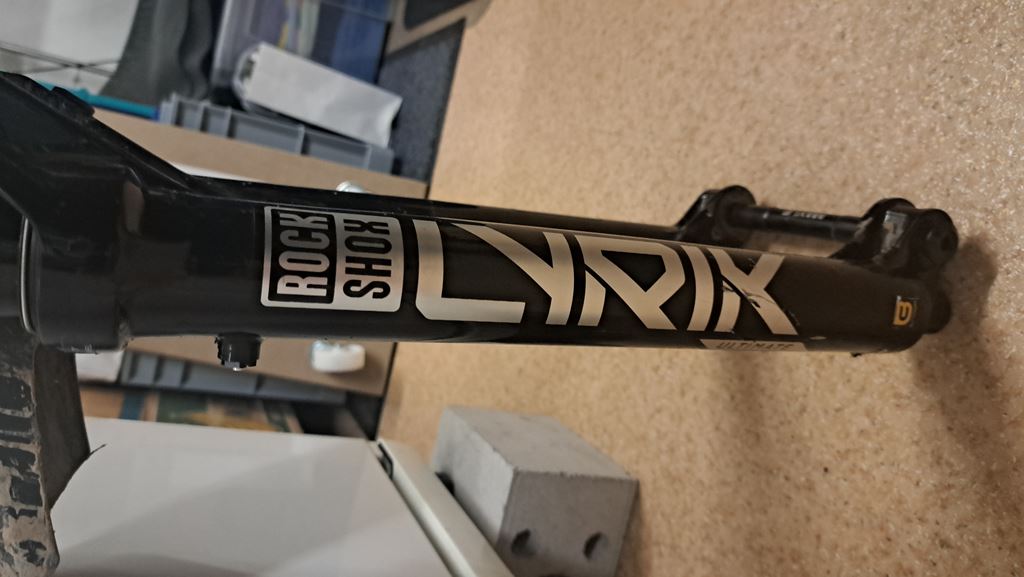 ROCK
SHOX
LYRIK
ULTIMATE